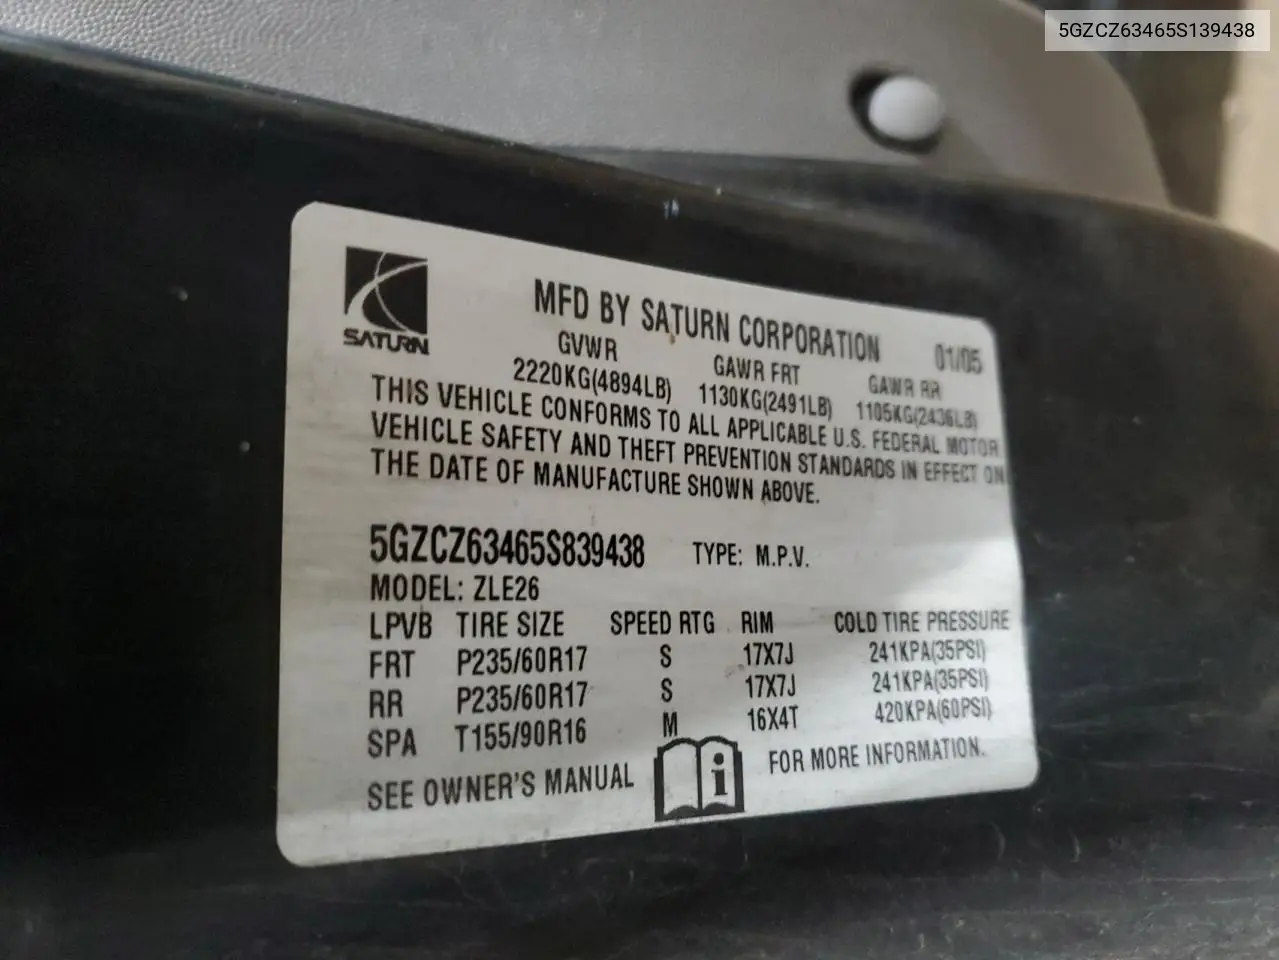 5GZCZ63465S139438
SATURN
MFD BY SATURN CORPORATION 01/05
GVWR GAWR FRT GAWR RR
2220KG(4894LB) 1130KG(2491LB) 1105KG(2436LB)
THIS VEHICLE CONFORMS TO ALL APPLICABLE U.S. FEDERAL MOTOR
VEHICLE SAFETY AND THEFT PREVENTION STANDARDS IN EFFECT ON
THE DATE OF MANUFACTURE SHOWN ABOVE.
5GZCZ63465S839438 TYPE: M.P.V.
MODEL: ZLE26
LPVB TIRE SIZE SPEED RTG RIM COLD TIRE PRESSURE
FRT P235/60R17 S 17X7J 241KPA(35PSI)
RR P235/60R17 S 17X7J 241KPA(35PSI)
SPA T155/90R16 M 16X4T 420KPA(60PSI)
SEE OWNER'S MANUAL i FOR MORE INFORMATION.